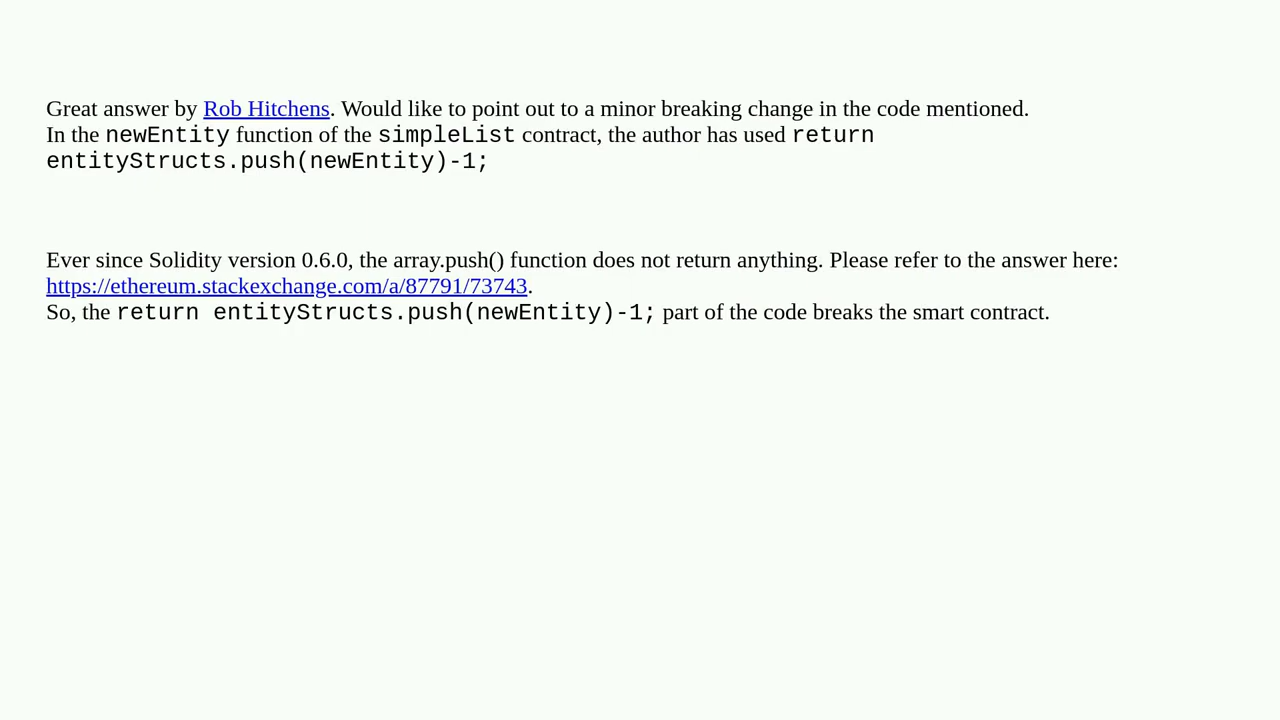 Great answer by Rob Hitchens. Would like to point out to a minor breaking change in the code mentioned.
In the newEntity function of the simpleList contract, the author has used return
entityStructs.push(newEntity)-1;
Ever since Solidity version 0.6.0, the array.push() function does not return anything. Please refer to the answer here:
https://ethereum.stackexchange.com/a/87791/73743.
So, the return entityStructs.push(newEntity)-1; part of the code breaks the smart contract.